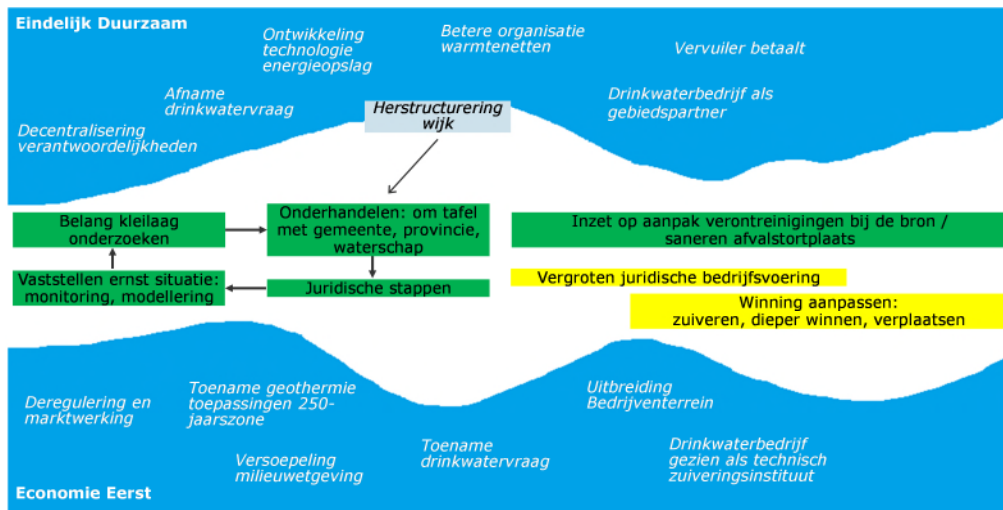 Eindelijk Duurzaam
Ontwikkeling
technologie
energieopslag
Betere organisatie
warmtenetten
Vervuiler betaalt
Afname
drinkwatervraag
Herstructurering
wijk
Drinkwaterbedrijf als
gebiedspartner
Decentralisering
verantwoordelijkheden
Belang kleilaag
onderzoeken
Onderhandelen: om tafel
met gemeente, provincie,
waterschap
Inzet op aanpak verontreinigingen bij de bron /
saneren afvalstortplaats
Vaststellen ernst situatie:
monitoring, modellering
Juridische stappen
Vergroten juridische bedrijfsvoering
Winning aanpassen:
zuiveren, dieper winnen, verplaatsen
Deregulering en
marktwerking
Toename geothermie
toepassingen 250-
jaarszone
Uitbreiding
Bedrijventerrein
Versoepeling
milieuwetgeving
Toename
drinkwatervraag
Drinkwaterbedrijf
gezien als technisch
zuiveringsinstituut
Economie Eerst